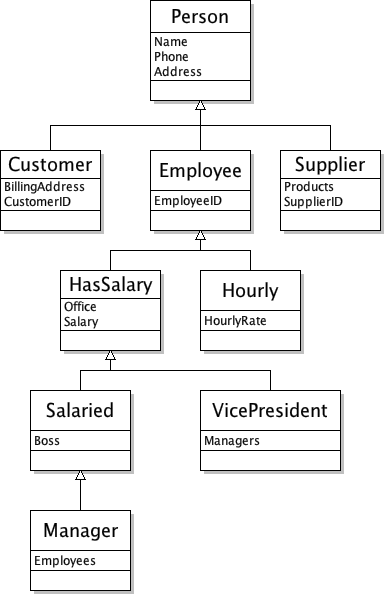 Person
Name
Phone
Address
Customer
BillingAddress
CustomerID
Employee
EmployeeID
Supplier
Products
SupplierID
HasSalary
Office
Salary
Hourly
HourlyRate
Salaried
Boss
VicePresident
Managers
Manager
Employees